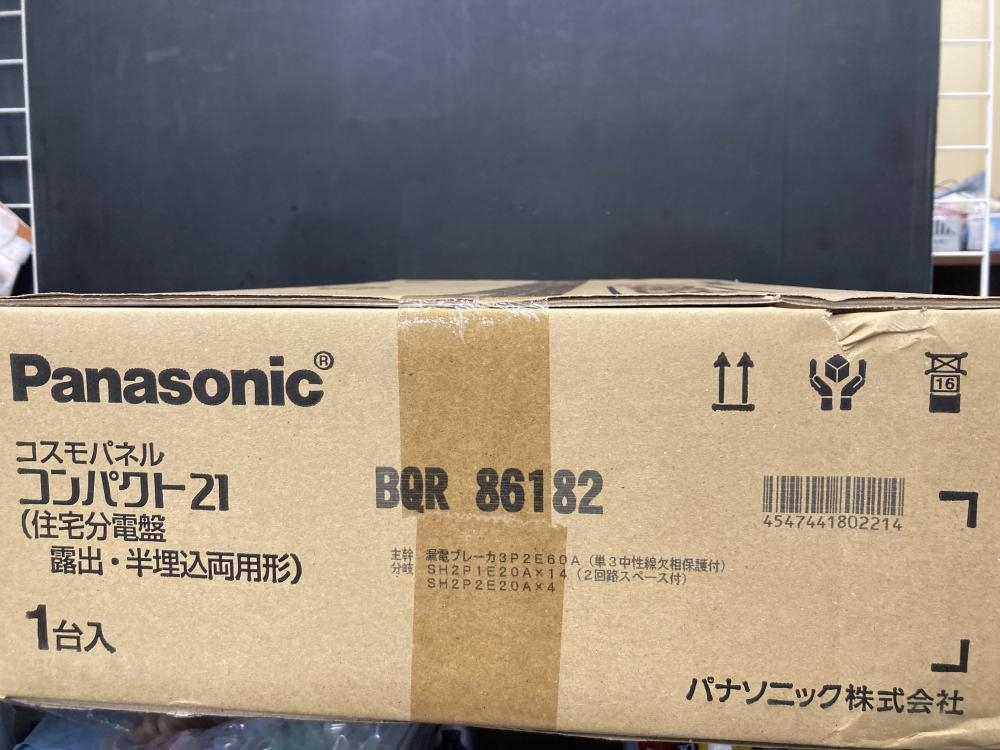 Panasonic®
コスモパネル
コンパクト21
(住宅分電盤
露出・半埋込両用形)
1台入
BQR 86182
主幹 漏電ブレーカ3P2E60A (単3中性線欠相保護付)
分岐 SH2P1E20A×14 (2回路スペース付)
SH2P2E20A×4
16
4547441802214
パナソニック株式会社